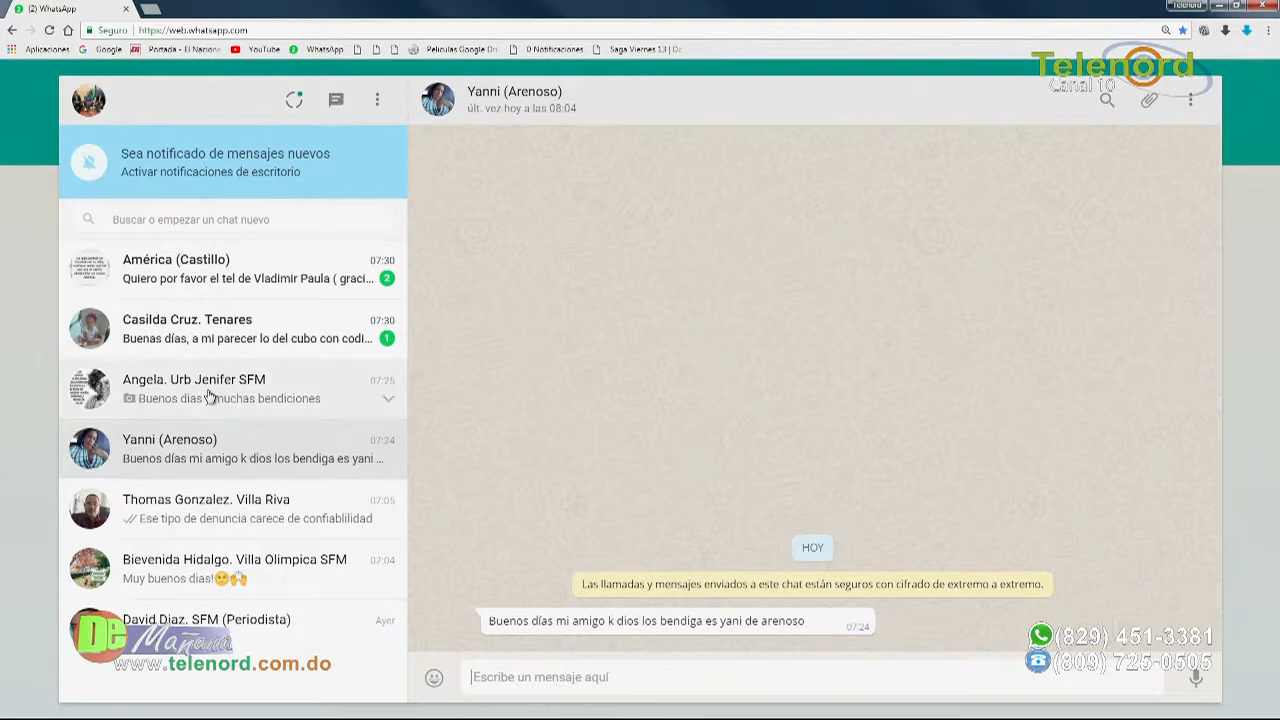 (2) WhatsApp
Telenord
Seguro
https://web.whatsapp.com
Aplicaciones
Google
Portada - El Naciona
YouTube
WhatsApp
Películas Google Dri
0 Notificaciones
Saga Viernes 13 | Dc
Telenord
Canal 10
Yanni (Arenoso)
últ. vez hoy a las 08:04
Sea notificado de mensajes nuevos
Activar notificaciones de escritorio
Buscar o empezar un chat nuevo
América (Castillo) 07:30
Quiero por favor el tel de Vladimir Paula ( graci... 2
Casilda Cruz. Tenares 07:30
Buenas días, a mi parecer lo del cubo con codi... 1
Angela. Urb Jenifer SFM 07:25
Buenos dias muchas bendiciones
Yanni (Arenoso) 07:24
Buenos días mi amigo k dios los bendiga es yani ...
Thomas Gonzalez. Villa Riva 07:05
Ese tipo de denuncia carece de confiablilidad
Bievenida Hidalgo. Villa Olimpica SFM 07:04
Muy buenos dias!
David Diaz. SFM (Periodista) Ayer
De Mañana
www.telenord.com.do
HOY
Las llamadas y mensajes enviados a este chat están seguros con cifrado de extremo a extremo.
Buenos días mi amigo k dios los bendiga es yani de arenoso 07:24
Escribe un mensaje aquí
(829) 451-3381
(809) 725-0505